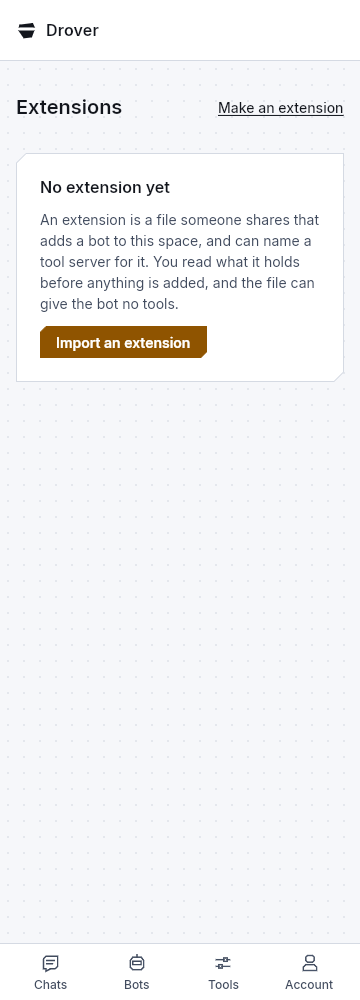 Drover
Extensions
Make an extension
No extension yet
An extension is a file someone shares that
adds a bot to this space, and can name a
tool server for it. You read what it holds
before anything is added, and the file can
give the bot no tools.
Import an extension
Chats
Bots
Tools
Account